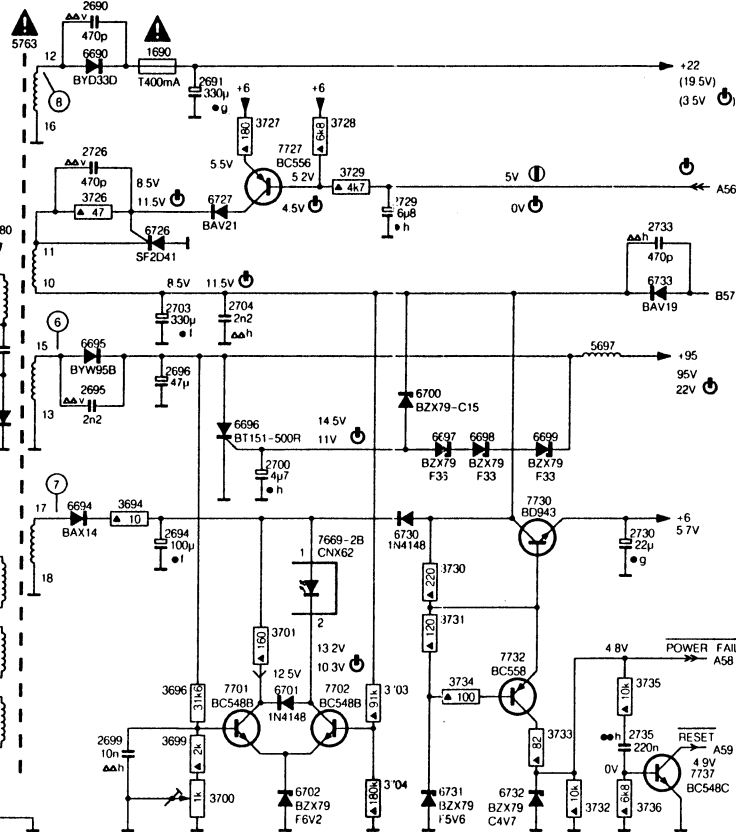 2690
△△v
470p
5763
12
6690
BYD33D
1690
T400mA
2691
330µ
●g
+22
(19.5V)
(3.5V
8
16
+6
+6
180
3727
5.5V
7727
BC556
6k8
3728
5.2V
4.5V
3729
▲ 4k7
5V
0V
2729
6µ8
●h
A56
2726
△△v
470p
3726
▲ 47
8.5V
11.5V
6727
BAV21
6726
SF2D41
80
11
10
8.5V
11.5V
2703
330µ
●f
2704
2n2
△△h
2733
△△h
470p
6733
BAV19
B57
6
15
6695
BYW95B
2695
△△v
2n2
13
2696
47µ
5697
+95
95V
22V
6700
BZX79-C15
6696
BT151-500R
14.5V
11V
2700
4µ7
●h
6697
BZX79
F36
6698
BZX79
F33
6699
BZX79
F33
7
17
6694
BAX14
3694
▲ 10
18
2694
100µ
●f
7669-2B
CNX62
1
2
6730
1N4148
7730
BD943
+6
5.7V
2730
22µ
●g
▲ 220
3730
▲ 120
3731
▲ 160
3701
13.2V
10.3V
12.5V
3696
31k6
7701
BC548B
6701
1N4148
7702
BC548B
▲ 91k
3703
3734
▲ 100
7732
BC558
▲ 82
3733
4.8V
POWER FAIL
A58
▲ 10k
3735
●●h
2735
220n
RESET
A59
4.9V
7737
BC548C
0V
2699
10n
△△h
3699
▲ 2k
1k
3700
6702
BZX79
F6V2
▲ 180k
3704
6731
BZX79
F5V6
6732
BZX79
C4V7
▲ 10k
3732
▲ 6k8
3736